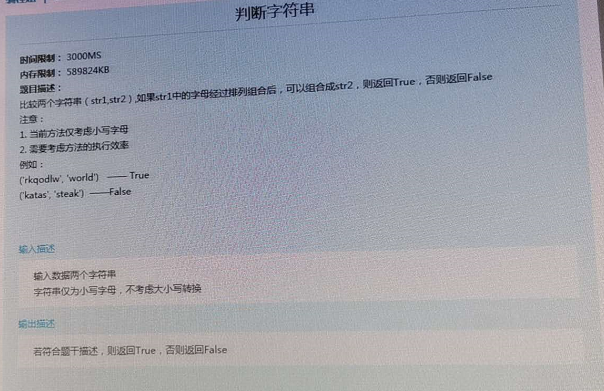 判断字符串
时间限制： 3000MS
内存限制： 589824KB
题目描述：
比较两个字符串（str1,str2）,如果str1中的字母经过排列组合后，可以组合成str2，则返回True，否则返回False
注意：
1. 当前方法仅考虑小写字母
2. 需要考虑方法的执行效率
例如：
('rkqodlw', 'world') ——True
('katas', 'steak') ——False
输入描述
输入数据两个字符串
字符串仅为小写字母，不考虑大小写转换
输出描述
若符合题干描述，则返回True，否则返回False